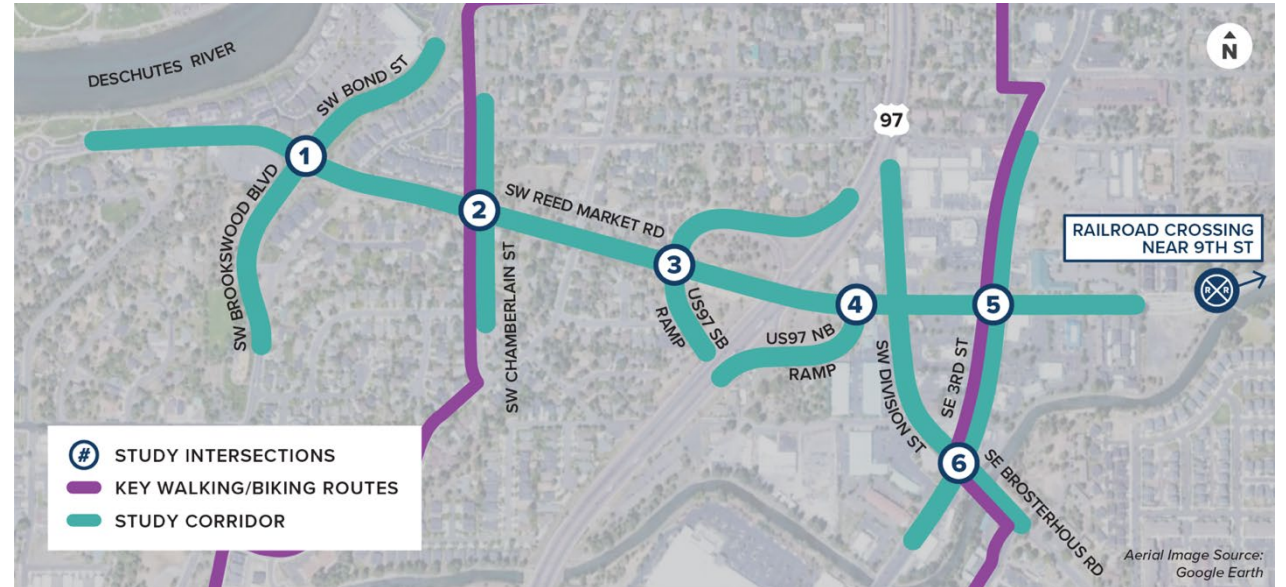 DESCHUTES RIVER
SW BOND ST
N
97
1
SW BROOKSWOOD BLVD
2
SW REED MARKET RD
RAILROAD CROSSING
NEAR 9TH ST
R R
3
SW CHAMBERLAIN ST
US97 SB
RAMP
4
5
US97 NB
RAMP
SW DIVISION ST
SE 3RD ST
6
SE BROSTERHOUS RD
# STUDY INTERSECTIONS
KEY WALKING/BIKING ROUTES
STUDY CORRIDOR
Aerial Image Source:
Google Earth